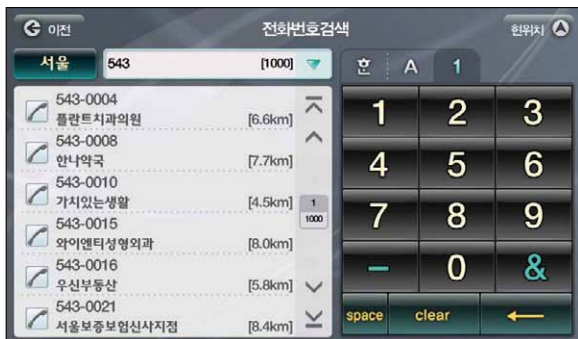 이전
전화번호검색
현위치
서울
543
[1000]
한 A 1
543-0004
플란트치과의원 [6.6km]
543-0008
한나약국 [7.7km]
543-0010
가치있는생활 [4.5km]
543-0015
와이엔티성형외과 [8.0km]
543-0016
우신부동산 [5.8km]
543-0021
서울보증보험신사지점 [8.4km]
1
1000
1 2 3
4 5 6
7 8 9
- 0 &
space clear